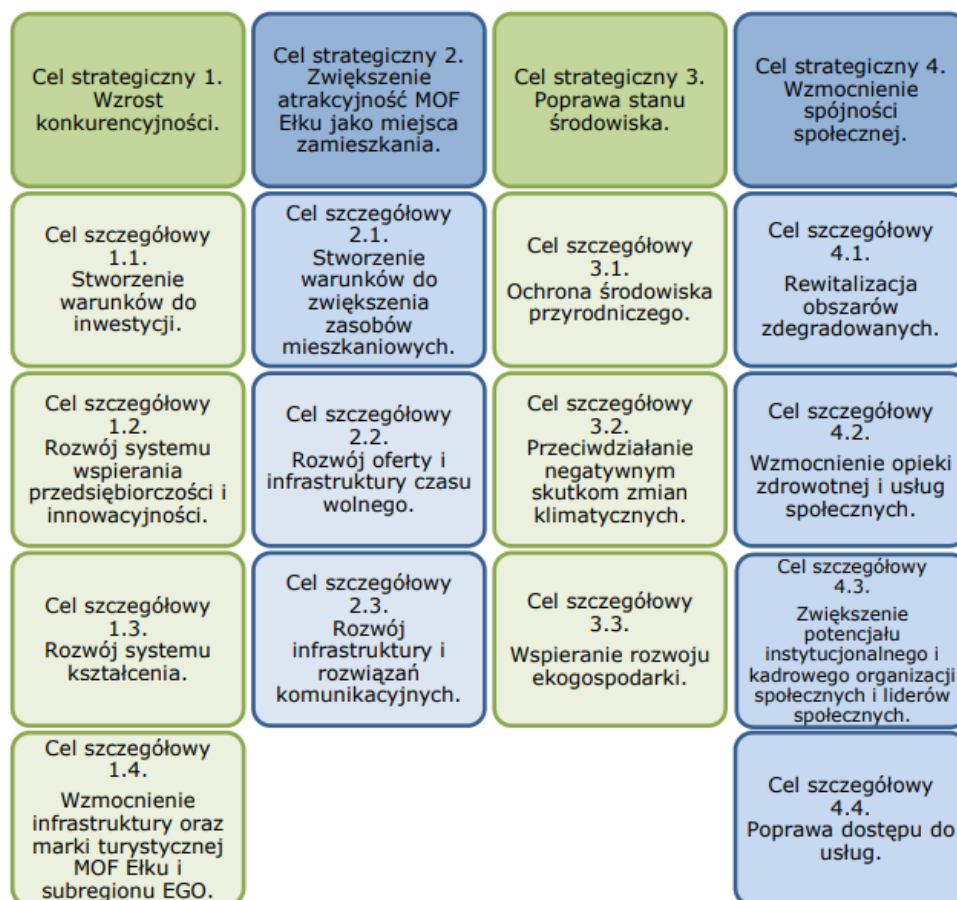 Cel strategiczny 1.
Wzrost
konkurencyjności.
Cel strategiczny 2.
Zwiększenie
atrakcyjność MOF
Ełku jako miejsca
zamieszkania.
Cel strategiczny 3.
Poprawa stanu
środowiska.
Cel strategiczny 4.
Wzmocnienie
spójności
społecznej.
Cel szczegółowy
1.1.
Stworzenie
warunków do
inwestycji.
Cel szczegółowy
2.1.
Stworzenie
warunków do
zwiększenia
zasobów
mieszkaniowych.
Cel szczegółowy
3.1.
Ochrona środowiska
przyrodniczego.
Cel szczegółowy
4.1.
Rewitalizacja
obszarów
zdegradowanych.
Cel szczegółowy
1.2.
Rozwój systemu
wspierania
przedsiębiorczości i
innowacyjności.
Cel szczegółowy
2.2.
Rozwój oferty i
infrastruktury czasu
wolnego.
Cel szczegółowy
3.2.
Przeciwdziałanie
negatywnym
skutkom zmian
klimatycznych.
Cel szczegółowy
4.2.
Wzmocnienie opieki
zdrowotnej i usług
społecznych.
Cel szczegółowy
1.3.
Rozwój systemu
kształcenia.
Cel szczegółowy
2.3.
Rozwój
infrastruktury i
rozwiązań
komunikacyjnych.
Cel szczegółowy
3.3.
Wspieranie rozwoju
ekogospodarki.
Cel szczegółowy
4.3.
Zwiększenie
potencjału
instytucjonalnego i
kadrowego organizacji
społecznych i liderów
społecznych.
Cel szczegółowy
1.4.
Wzmocnienie
infrastruktury oraz
marki turystycznej
MOF Ełku i
subregionu EGO.
Cel szczegółowy
4.4.
Poprawa dostępu do
usług.